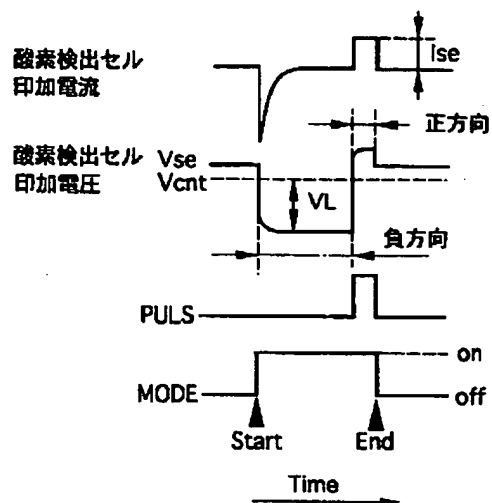 酸素検出セル
印加電流
Ise
正方向
酸素検出セル
印加電圧
Vse
Vcnt
VL
負方向
PULS
on
MODE
off
Start
End
Time